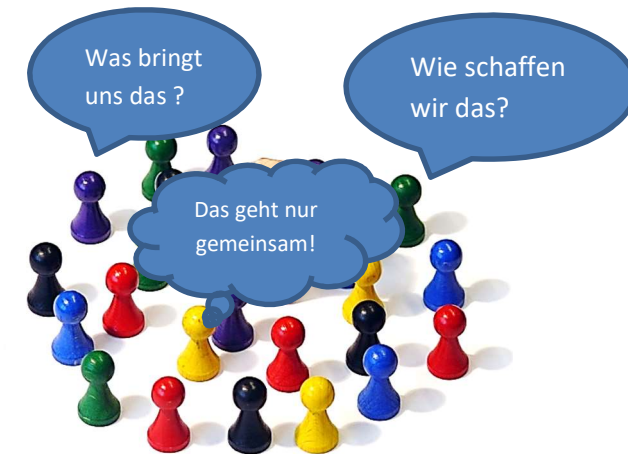 Was bringt
uns das ?
Wie schaffen
wir das?
Das geht nur
gemeinsam!